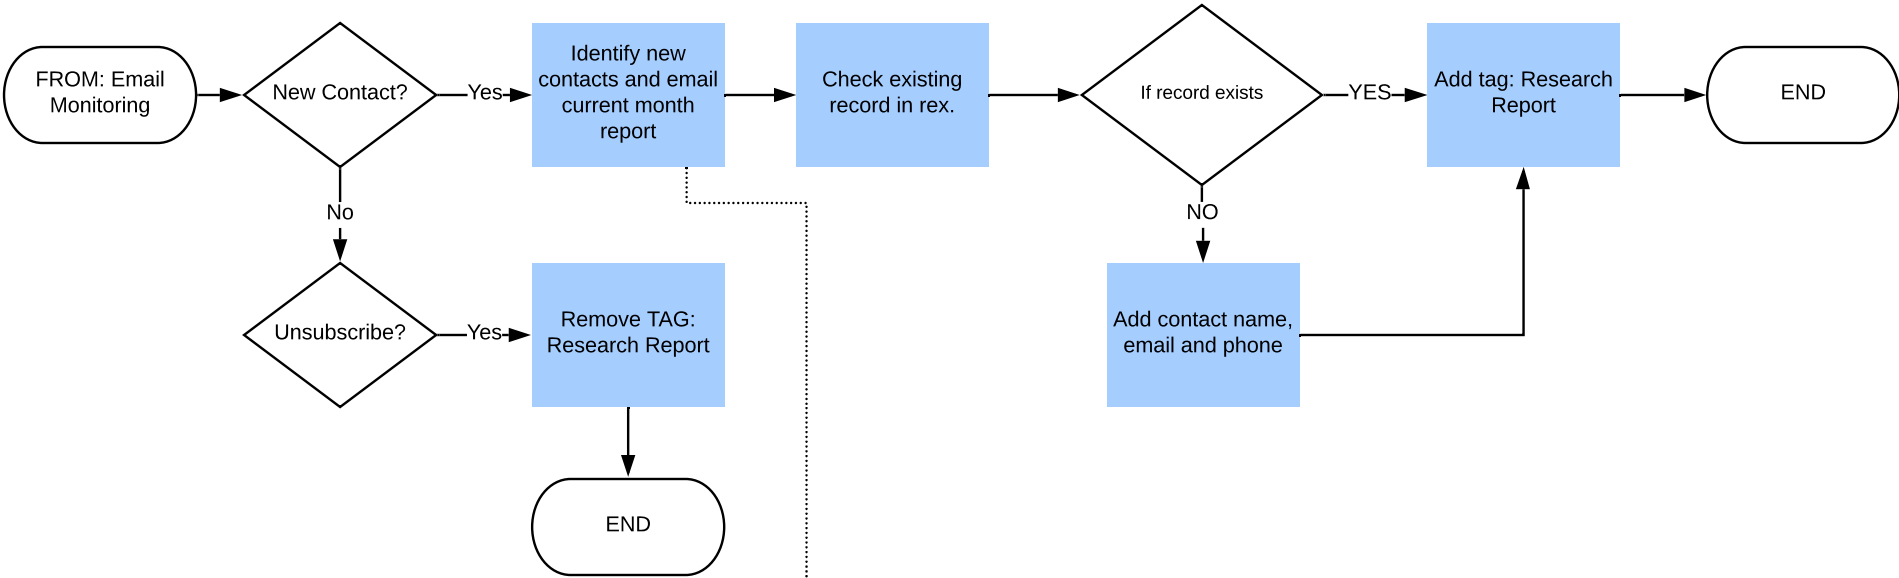 FROM: Email
Monitoring
New Contact?
Yes
Identify new
contacts and email
current month
report
Check existing
record in rex.
If record exists
YES
Add tag: Research
Report
END
No
NO
Unsubscribe?
Yes
Remove TAG:
Research Report
Add contact name,
email and phone
END